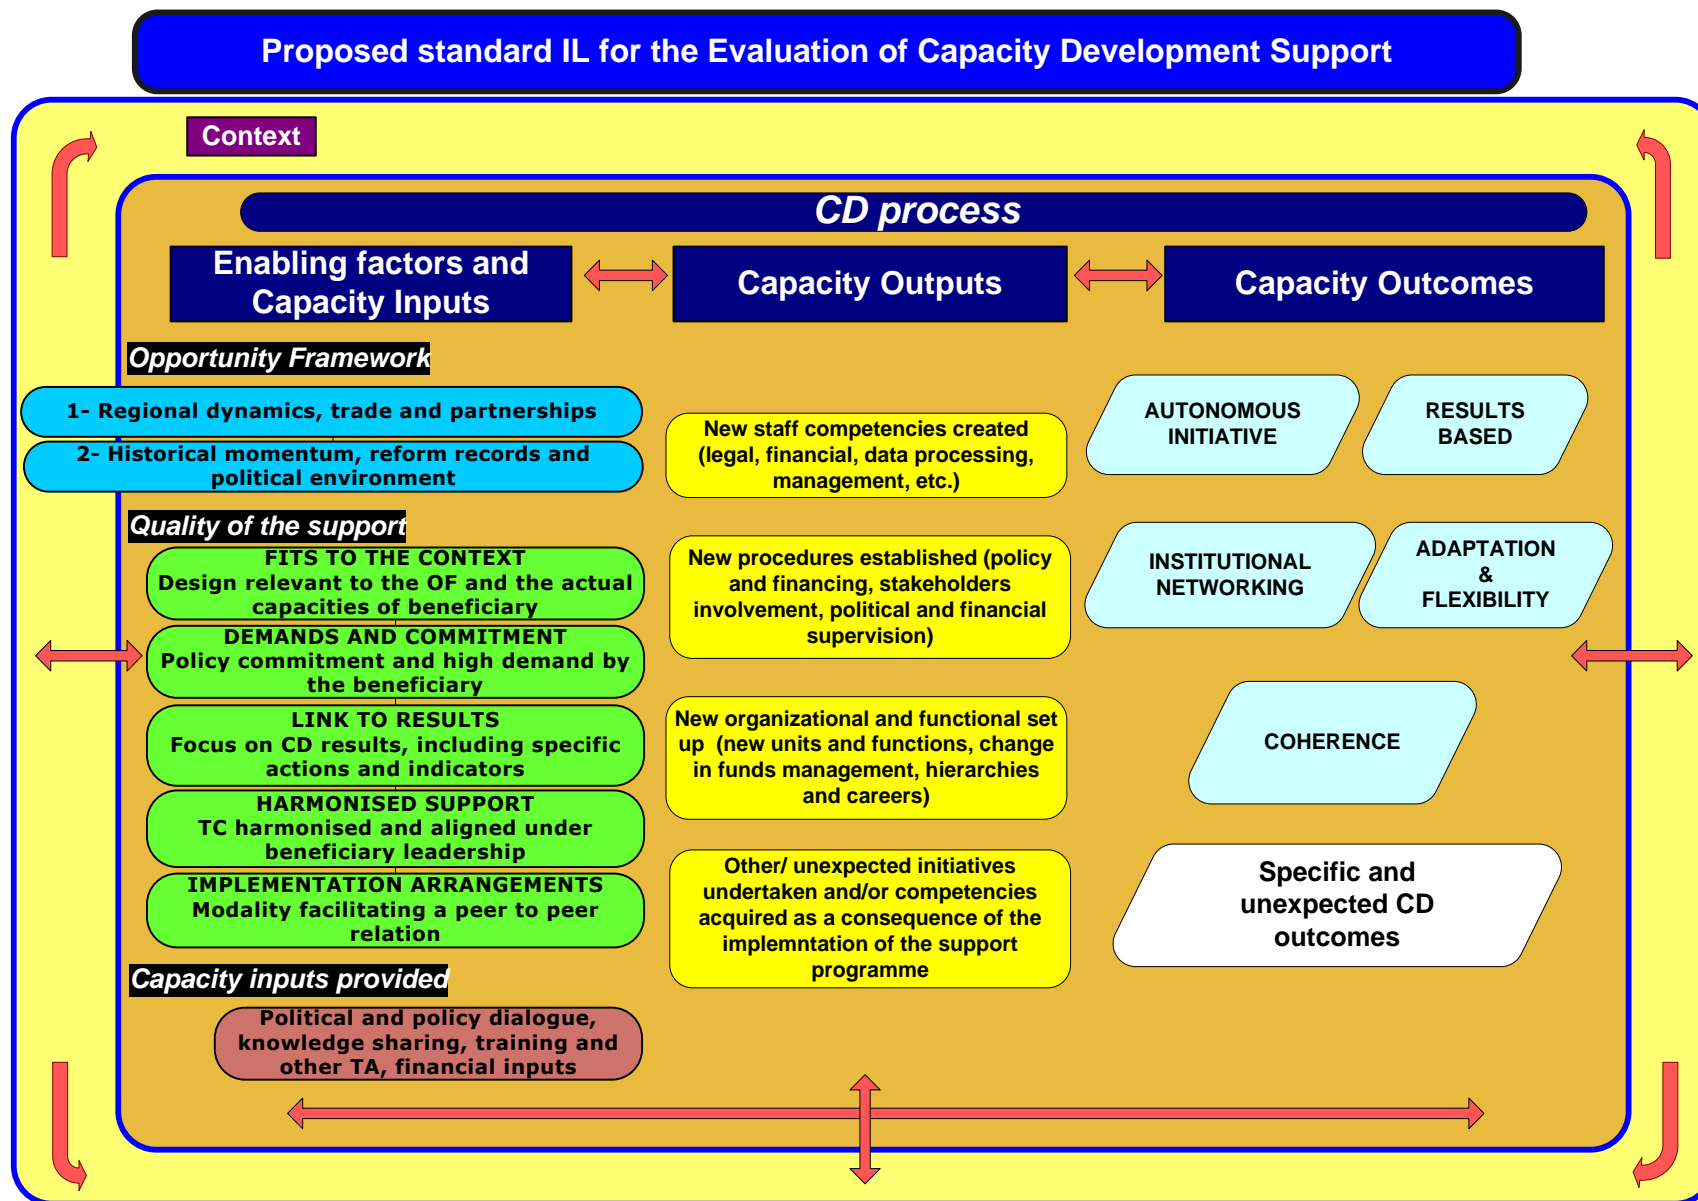 Proposed standard IL for the Evaluation of Capacity Development Support
Context
CD process
Enabling factors and
Capacity Inputs
Capacity Outputs
Capacity Outcomes
Opportunity Framework
1- Regional dynamics, trade and partnerships
2- Historical momentum, reform records and
political environment
Quality of the support
FITS TO THE CONTEXT
Design relevant to the OF and the actual
capacities of beneficiary
DEMANDS AND COMMITMENT
Policy commitment and high demand by
the beneficiary
LINK TO RESULTS
Focus on CD results, including specific
actions and indicators
HARMONISED SUPPORT
TC harmonised and aligned under
beneficiary leadership
IMPLEMENTATION ARRANGEMENTS
Modality facilitating a peer to peer
relation
Capacity inputs provided
Political and policy dialogue,
knowledge sharing, training and
other TA, financial inputs
New staff competencies created
(legal, financial, data processing,
management, etc.)
New procedures established (policy
and financing, stakeholders
involvement, political and financial
supervision)
New organizational and functional set
up (new units and functions, change
in funds management, hierarchies
and careers)
Other/ unexpected initiatives
undertaken and/or competencies
acquired as a consequence of the
implemntation of the support
programme
AUTONOMOUS
INITIATIVE
RESULTS
BASED
INSTITUTIONAL
NETWORKING
ADAPTATION
&
FLEXIBILITY
COHERENCE
Specific and
unexpected CD
outcomes